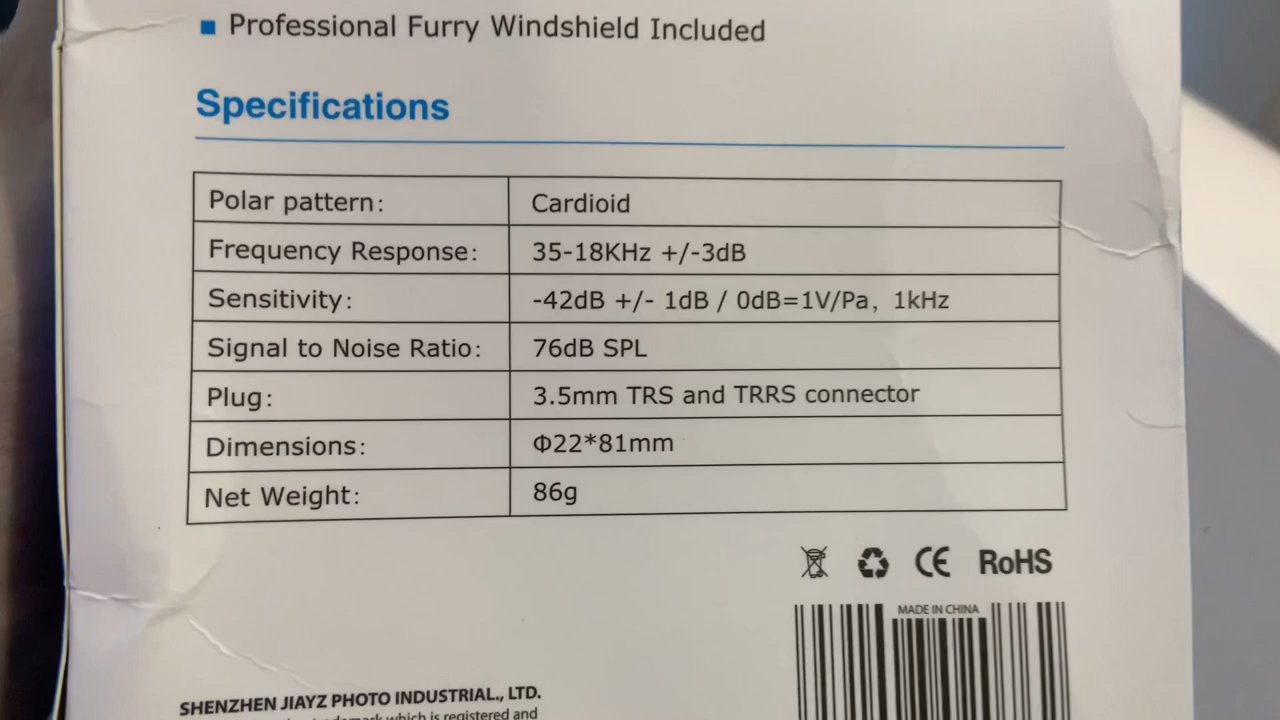 Professional Furry Windshield Included
Specifications
Polar pattern: Cardioid
Frequency Response: 35-18KHz +/-3dB
Sensitivity: -42dB +/- 1dB / 0dB=1V/Pa, 1kHz
Signal to Noise Ratio: 76dB SPL
Plug: 3.5mm TRS and TRRS connector
Dimensions: Φ22*81mm
Net Weight: 86g
CE RoHS
MADE IN CHINA
SHENZHEN JIAYZ PHOTO INDUSTRIAL., LTD.
which is registered and